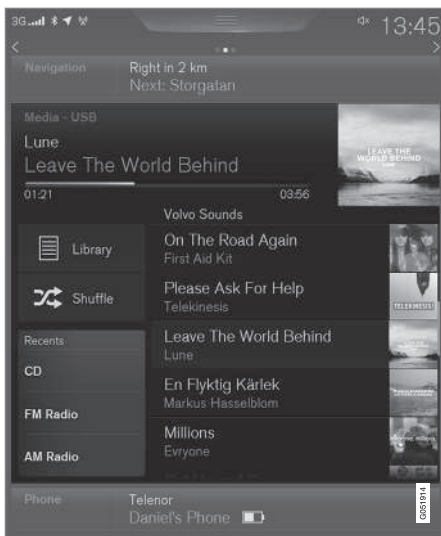 3G
13:45
Navigation
Right in 2 km
Next: Storgatan
Media - USB
Lune
Leave The World Behind
LEAVE THE
WORLD BEHIND
LUNE
01:21
03:56
Volvo Sounds
Library
Shuffle
On The Road Again
First Aid Kit
Please Ask For Help
Telekinesis
TELEKINESIS!
Leave The World Behind
Lune
En Flyktig Kärlek
Markus Hasselblom
Millions
Evryone
Recents
CD
FM Radio
AM Radio
Phone
Telenor
Daniel's Phone
G051914